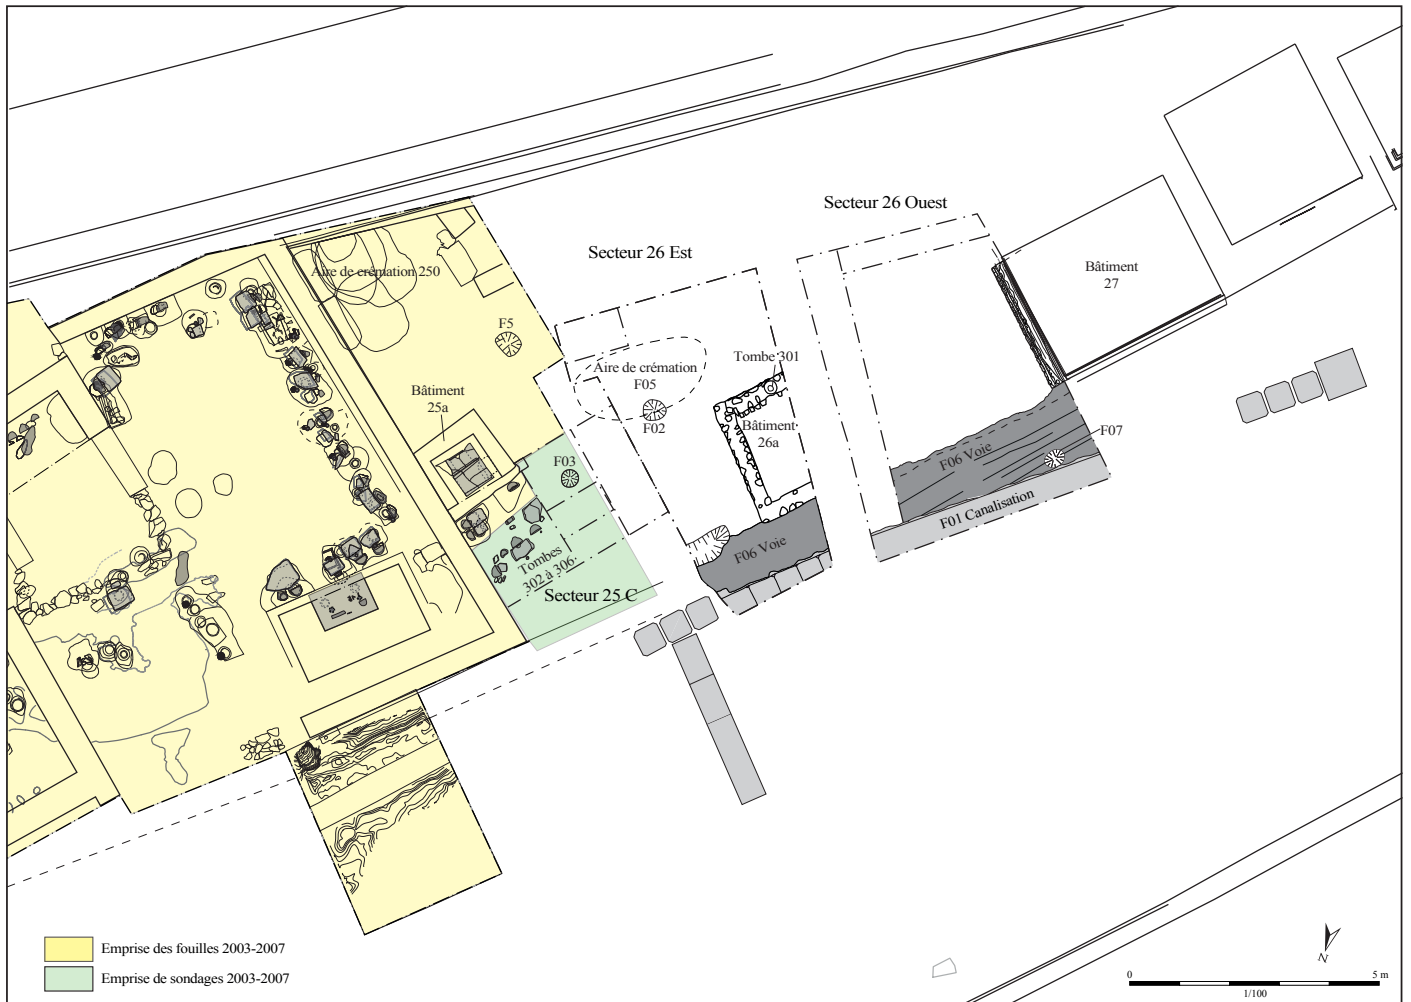 Secteur 26 Ouest
Secteur 26 Est
Bâtiment
27
Aire de crémation 250
F5
Aire de crémation
F05
Tombe 301
Bâtiment
25a
F02
Bâtiment
26a
F03
F07
F06 Voie
F01 Canalisation
F06 Voie
Tombes
302 à 306
Secteur 25 C
Emprise des fouilles 2003-2007
Emprise de sondages 2003-2007
N
0
5 m
1/100